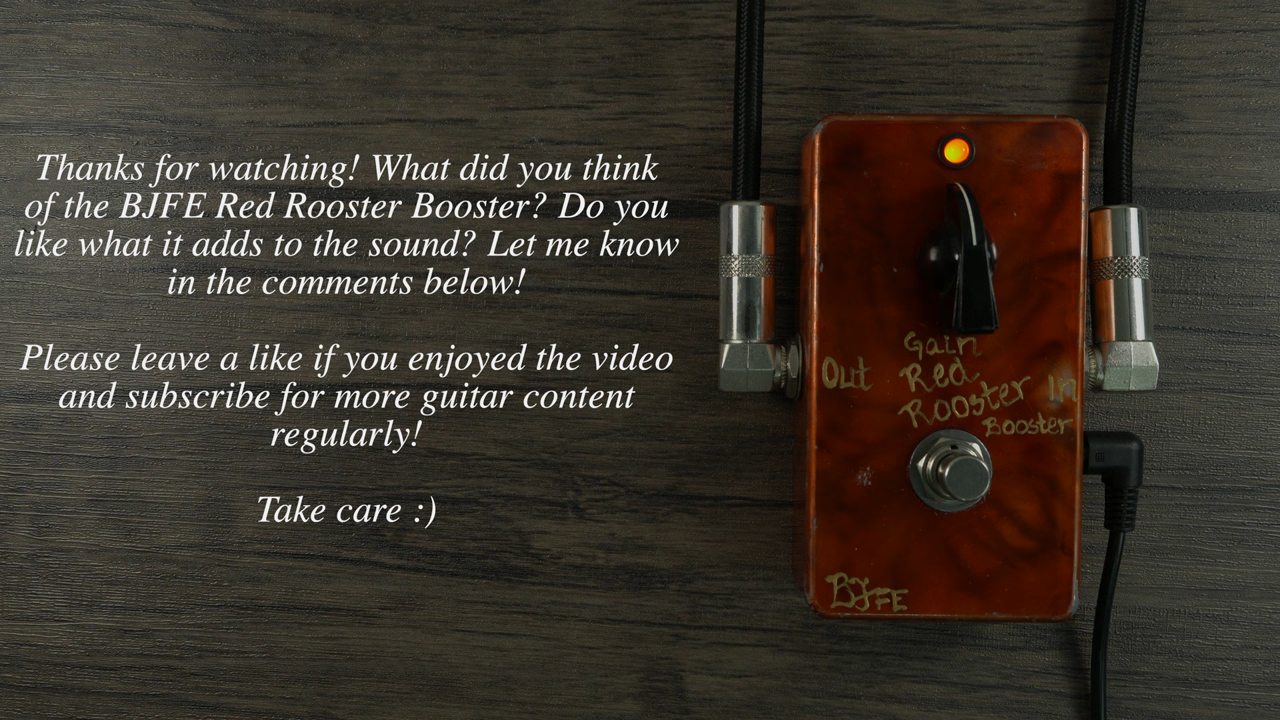 Thanks for watching! What did you think
of the BJFE Red Rooster Booster? Do you
like what it adds to the sound? Let me know
in the comments below!
Please leave a like if you enjoyed the video
and subscribe for more guitar content
regularly!
Take care :)
Gain
Out Red In
Rooster
Booster
BJFE